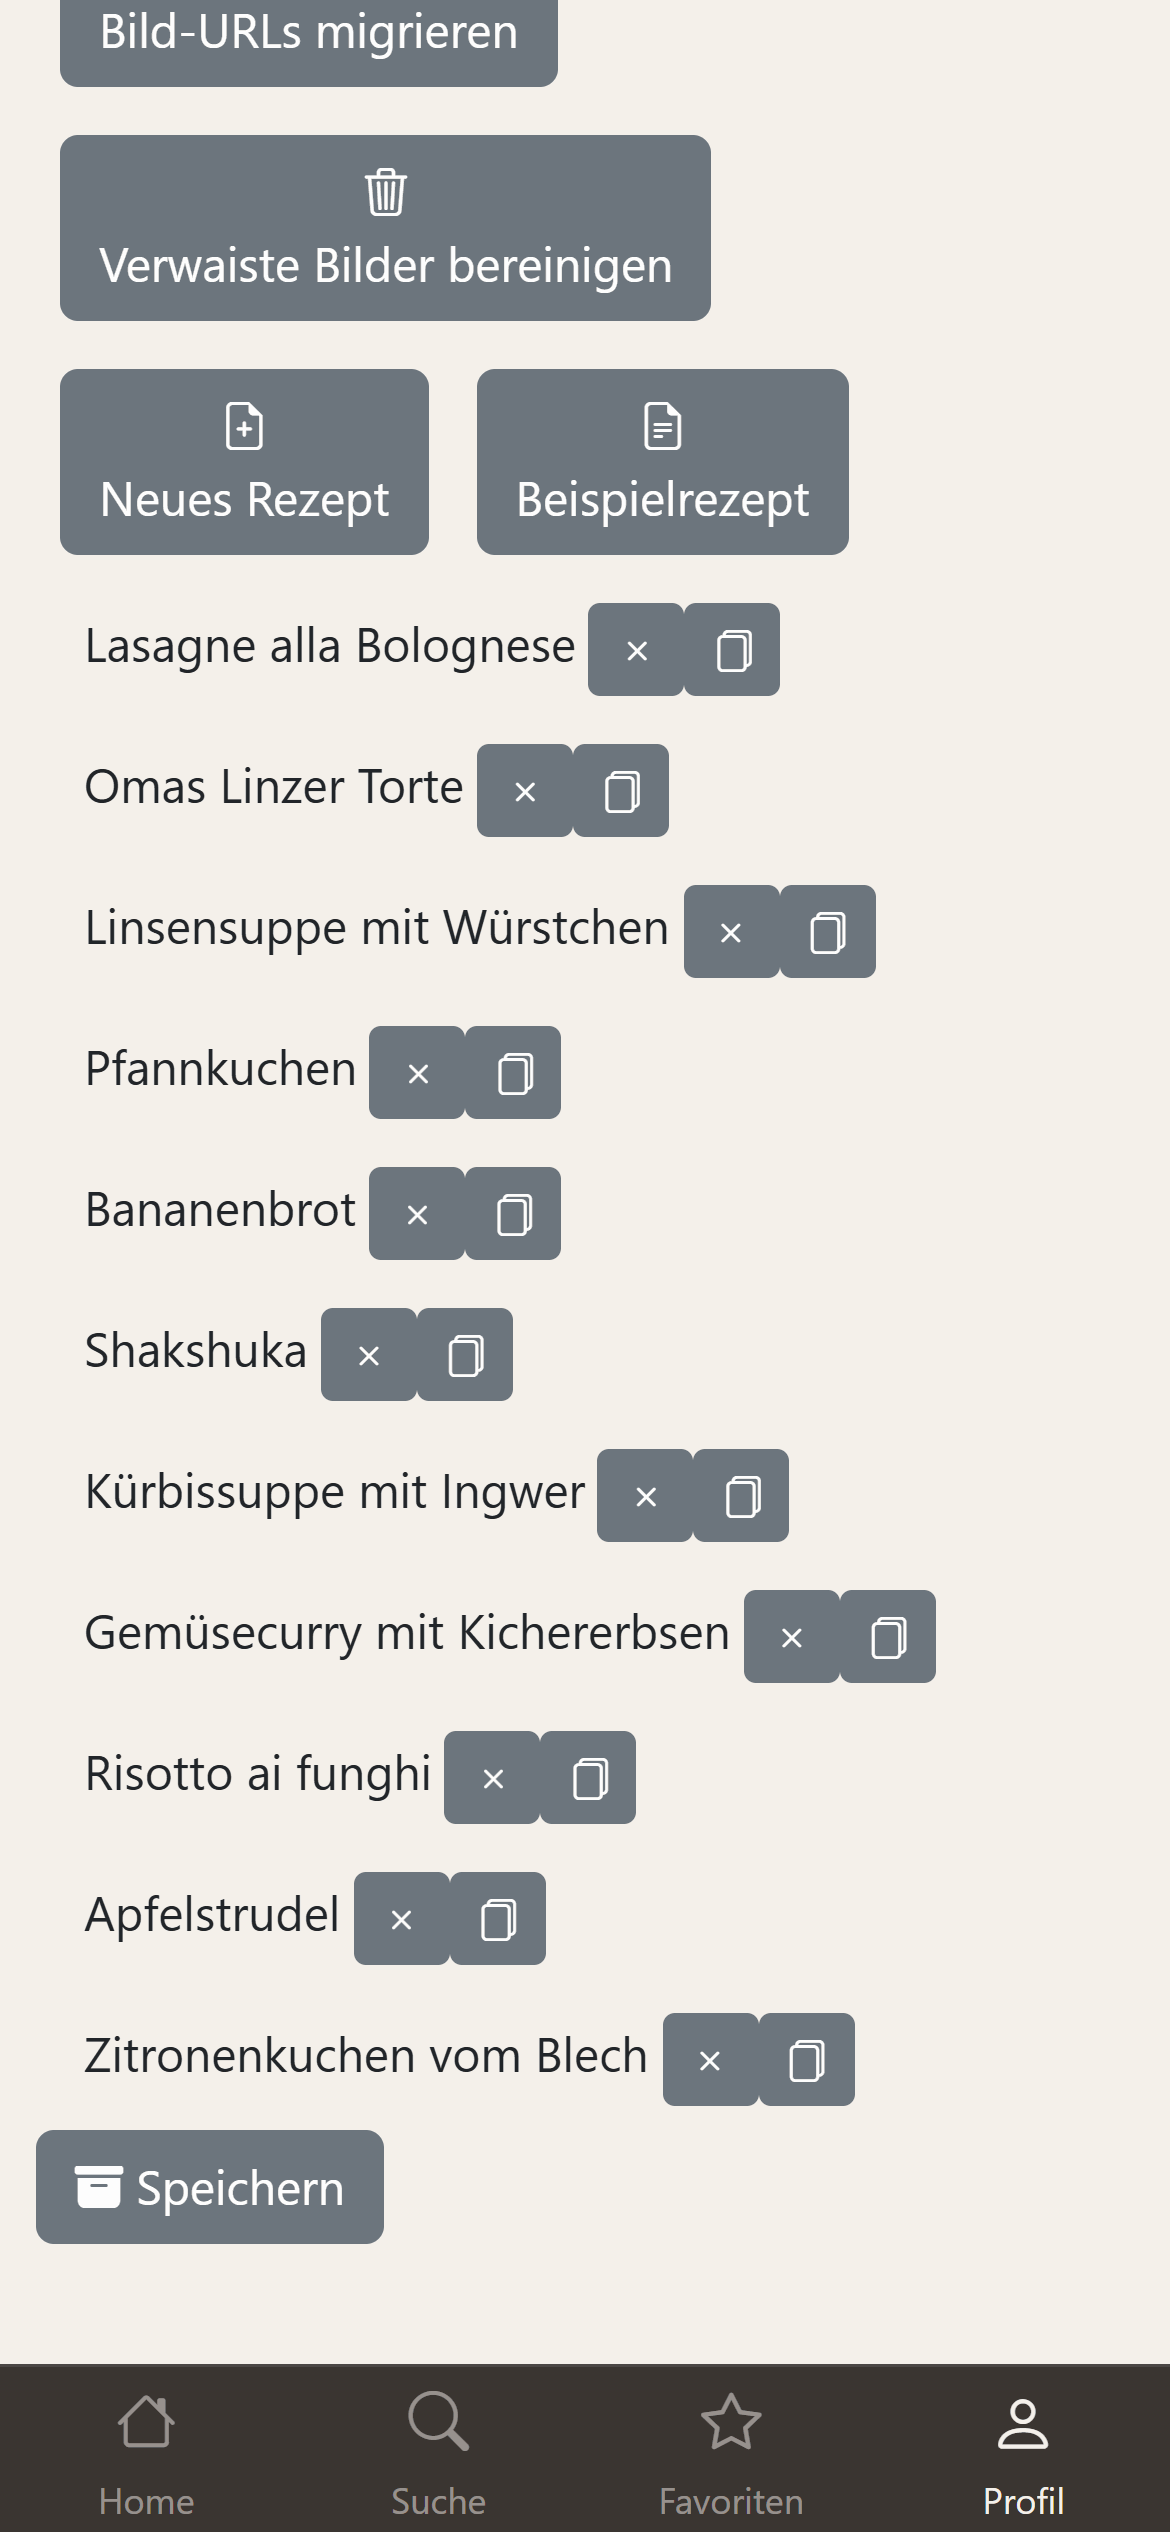 Bild-URLs migrieren
Verwaiste Bilder bereinigen
Neues Rezept
Beispielrezept
Lasagne alla Bolognese
Omas Linzer Torte
Linsensuppe mit Würstchen
Pfannkuchen
Bananenbrot
Shakshuka
Kürbissuppe mit Ingwer
Gemüsecurry mit Kichererbsen
Risotto ai funghi
Apfelstrudel
Zitronenkuchen vom Blech
Speichern
Home
Suche
Favoriten
Profil